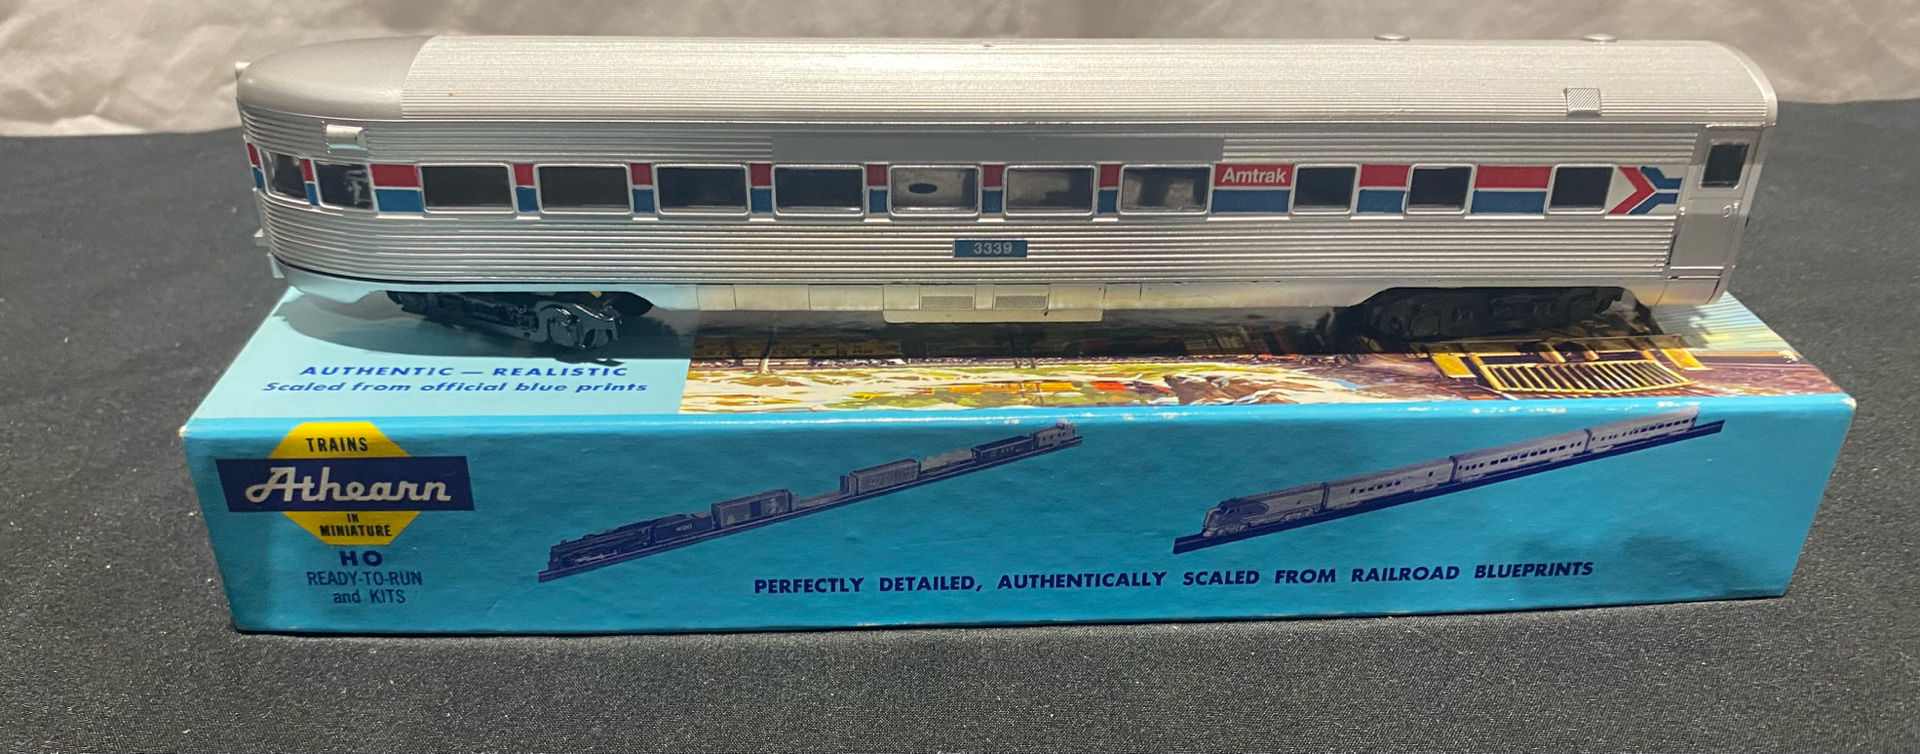 Amtrak
3339
AUTHENTIC — REALISTIC
Scaled from official blue prints
TRAINS
Athearn
IN
MINIATURE
HO
READY-TO-RUN
and KITS
PERFECTLY DETAILED, AUTHENTICALLY SCALED FROM RAILROAD BLUEPRINTS